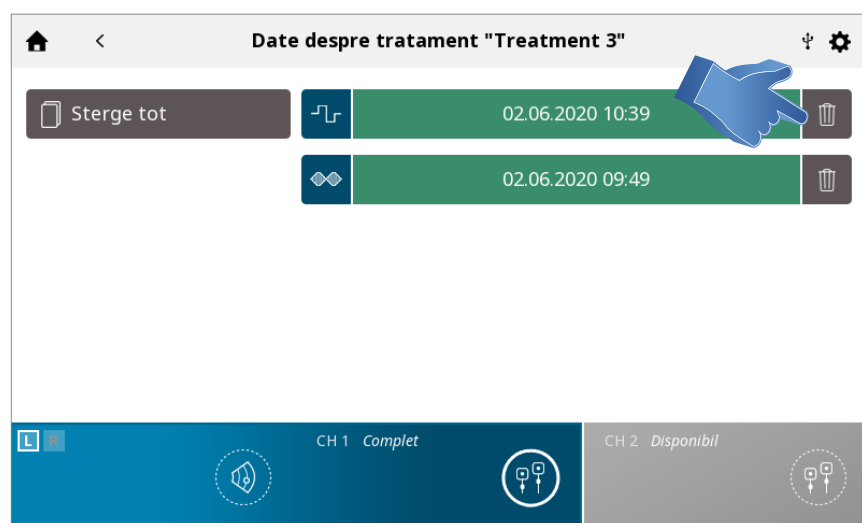 Date despre tratament "Treatment 3"
Sterge tot
02.06.2020 10:39
02.06.2020 09:49
L R
CH 1 Complet
CH 2 Disponibil